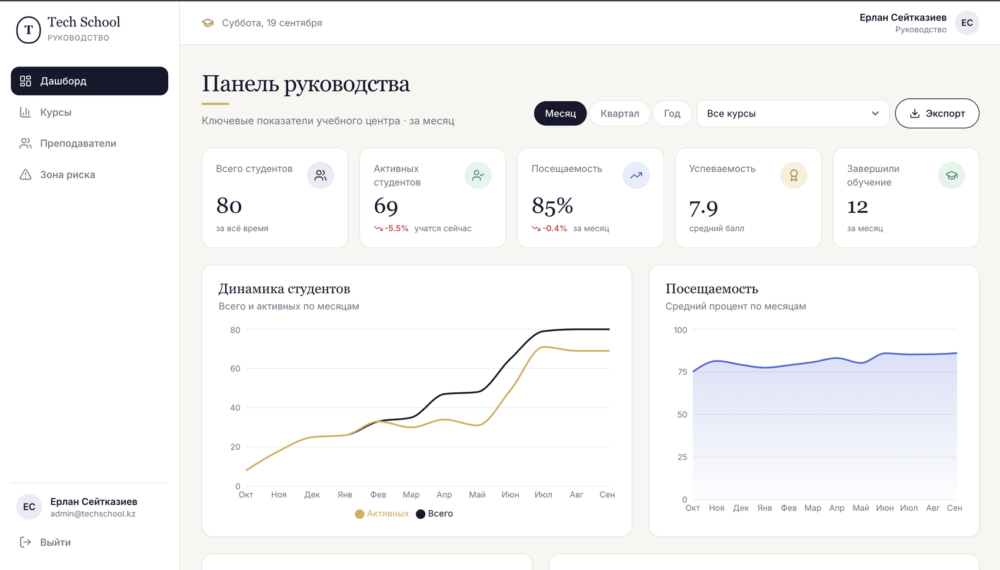 T
Tech School
РУКОВОДСТВО
Дашборд
Курсы
Преподаватели
Зона риска
ЕС
Ерлан Сейтказиев
admin@techschool.kz
Выйти
Суббота, 19 сентября
Ерлан Сейтказиев
Руководство
ЕС
Панель руководства
Ключевые показатели учебного центра · за месяц
Месяц
Квартал
Год
Все курсы
Экспорт
Всего студентов
80
за всё время
Активных
студентов
69
-5.5% учатся сейчас
Посещаемость
85%
-0.4% за месяц
Успеваемость
7.9
средний балл
Завершили
обучение
12
за месяц
Динамика студентов
Всего и активных по месяцам
80
60
40
20
0
Окт Ноя Дек Янв Фев Мар Апр Май Июн Июл Авг Сен
Активных Всего
Посещаемость
Средний процент по месяцам
100
75
50
25
0
Окт Ноя Дек Янв Фев Мар Апр Май Июн Июл Авг Сен